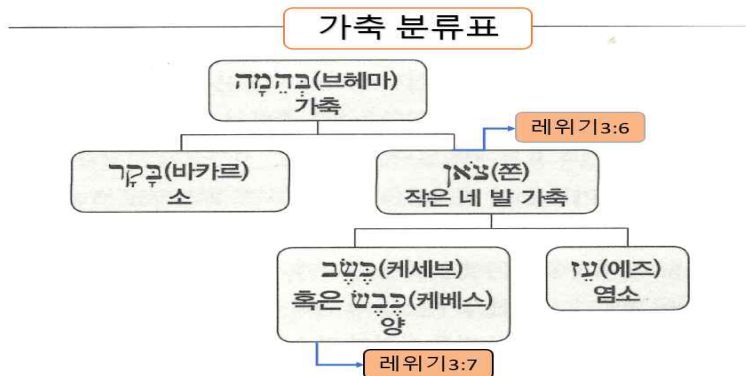 가축 분류표
בְּהֵמָה(브헤마)
가축
레위기3:6
בָּקָר(바카르)
소
צֹאן(쫀)
작은 네 발 가축
כֶּשֶׂב(케세브)
혹은 כֶּבֶשׂ(케베스)
양
עֵז(에즈)
염소
레위기3:7